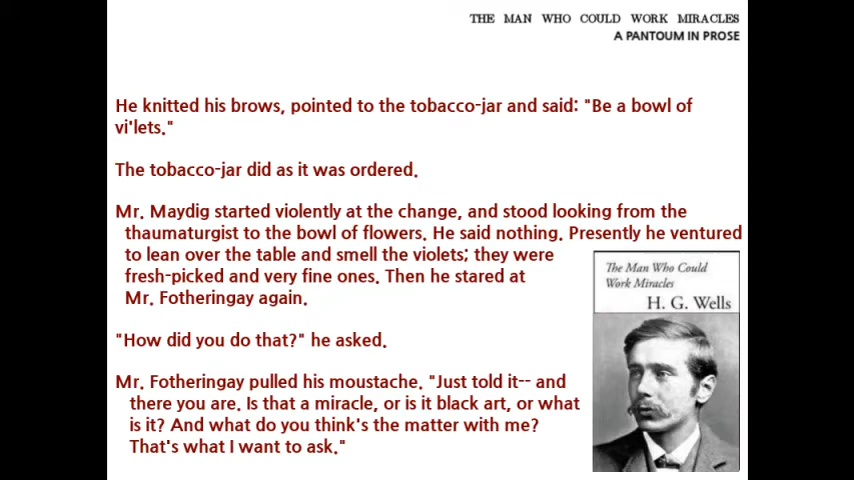 THE MAN WHO COULD WORK MIRACLES
A PANTOUM IN PROSE
He knitted his brows, pointed to the tobacco-jar and said: "Be a bowl of
vi'lets."
The tobacco-jar did as it was ordered.
Mr. Maydig started violently at the change, and stood looking from the
thaumaturgist to the bowl of flowers. He said nothing. Presently he ventured
to lean over the table and smell the violets; they were
fresh-picked and very fine ones. Then he stared at
Mr. Fotheringay again.
"How did you do that?" he asked.
Mr. Fotheringay pulled his moustache. "Just told it-- and
there you are. Is that a miracle, or is it black art, or what
is it? And what do you think's the matter with me?
That's what I want to ask."
The Man Who Could
Work Miracles
H. G. Wells